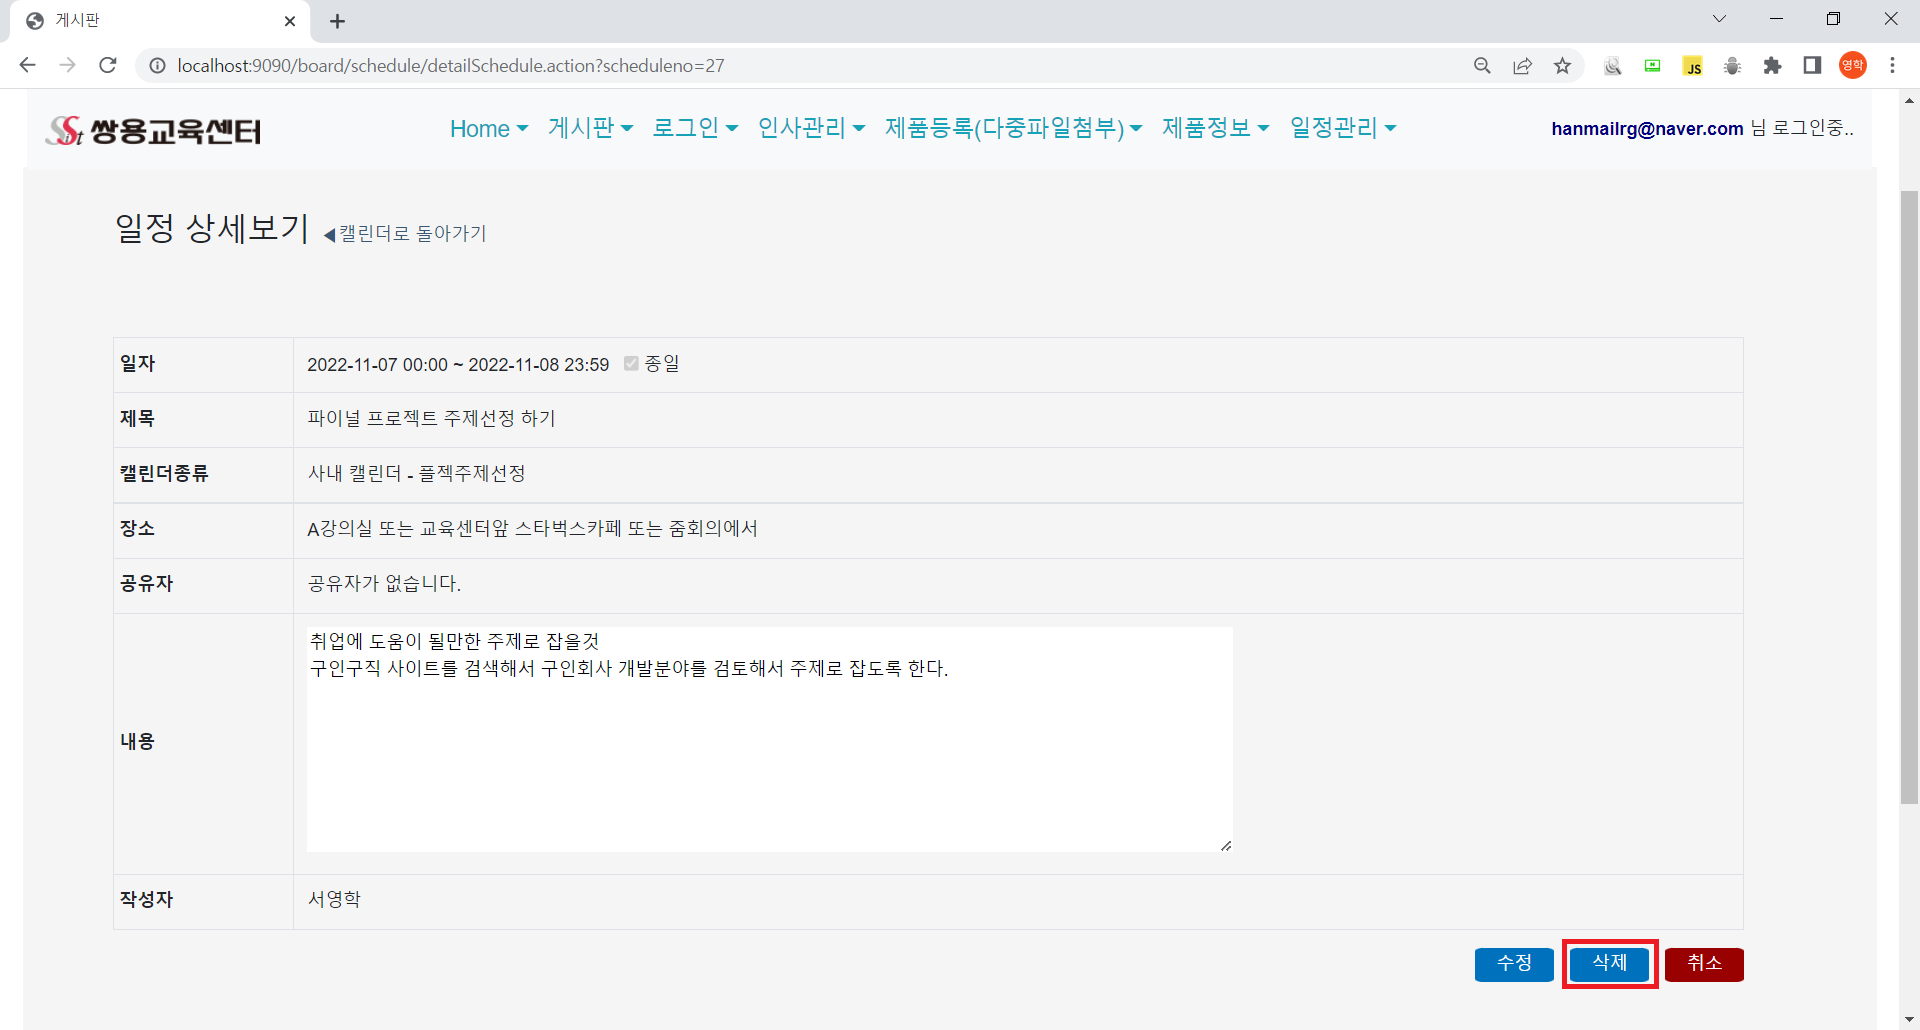 게시판
localhost:9090/board/schedule/detailSchedule.action?scheduleno=27
JS
영학
SiSt 쌍용교육센터
Home 게시판 로그인 인사관리 제품등록(다중파일첨부) 제품정보 일정관리
hanmailrg@naver.com 님 로그인중..
일정 상세보기 ◀캘린더로 돌아가기
일자 2022-11-07 00:00 ~ 2022-11-08 23:59 종일
제목 파이널 프로젝트 주제선정 하기
캘린더종류 사내 캘린더 - 플젝주제선정
장소 A강의실 또는 교육센터앞 스타벅스카페 또는 줌회의에서
공유자 공유자가 없습니다.
내용
취업에 도움이 될만한 주제로 잡을것
구인구직 사이트를 검색해서 구인회사 개발분야를 검토해서 주제로 잡도록 한다.
작성자 서영학
수정 삭제 취소